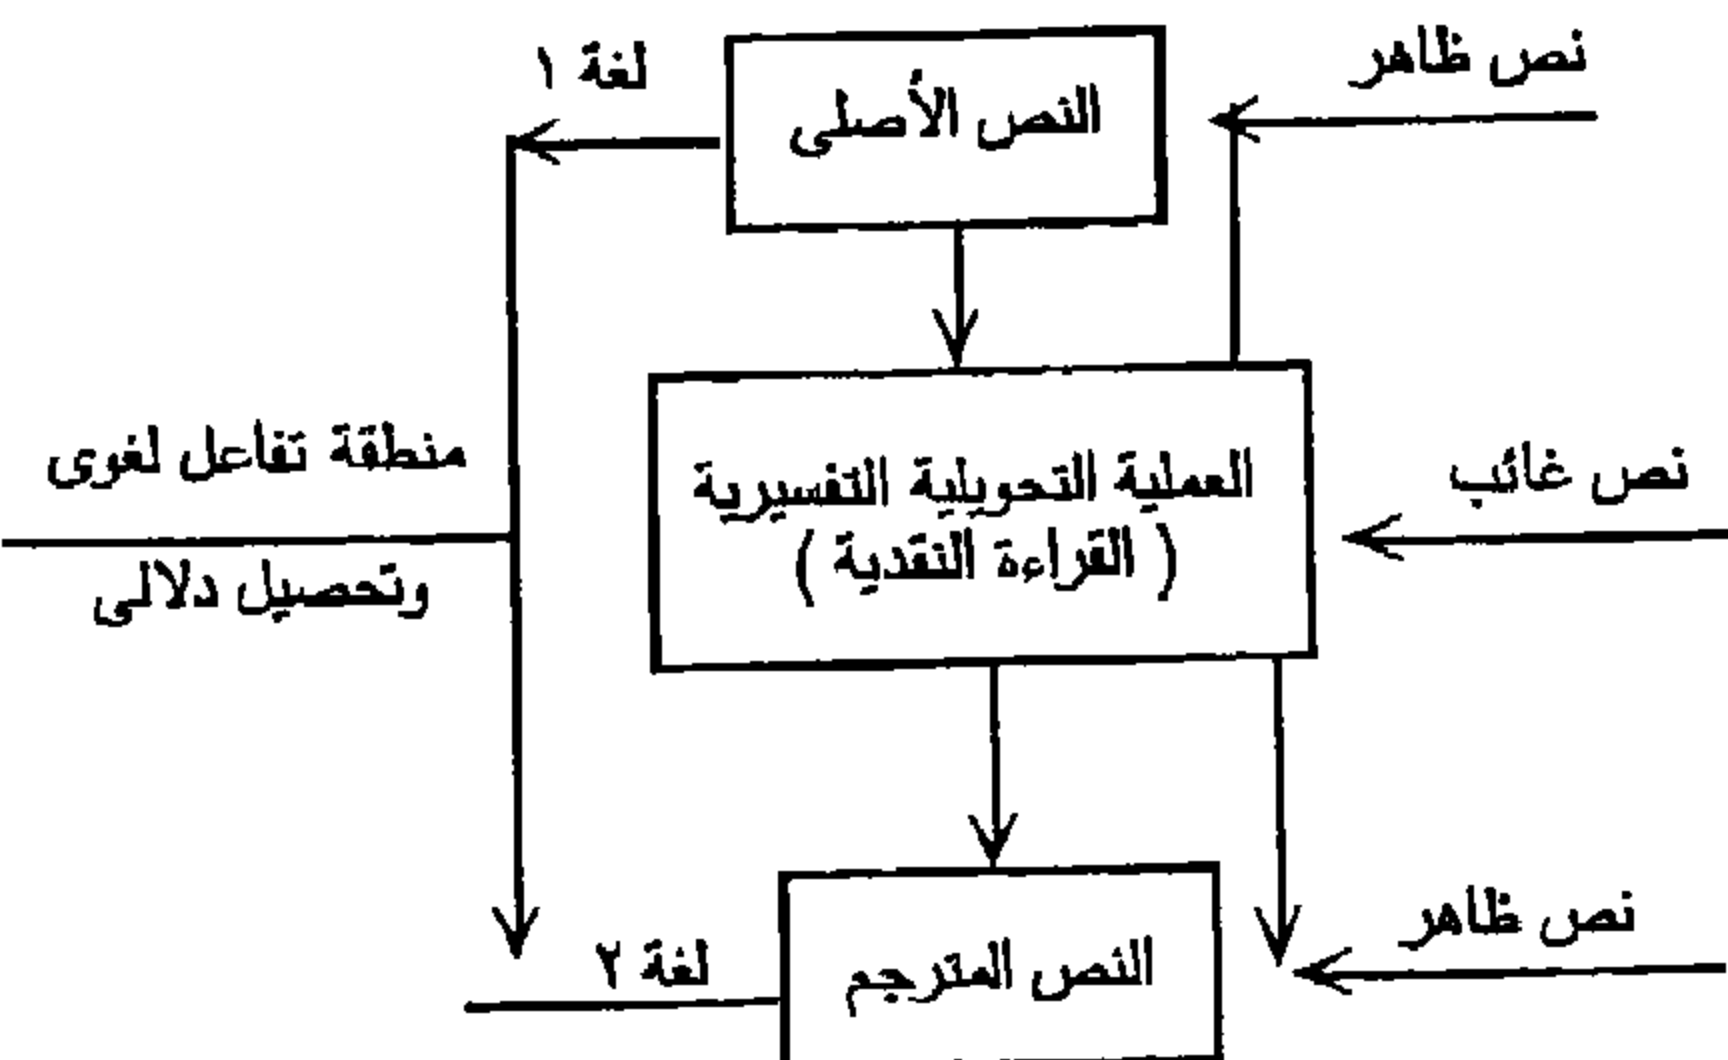 نص ظاهر
النص الأصلى
لغة ١
العملية التحويلية التفسيرية
( القراءة النقدية )
نص غائب
منطقة تفاعل لغوى
وتحصيل دلالى
نص ظاهر
النص المترجم
لغة ٢